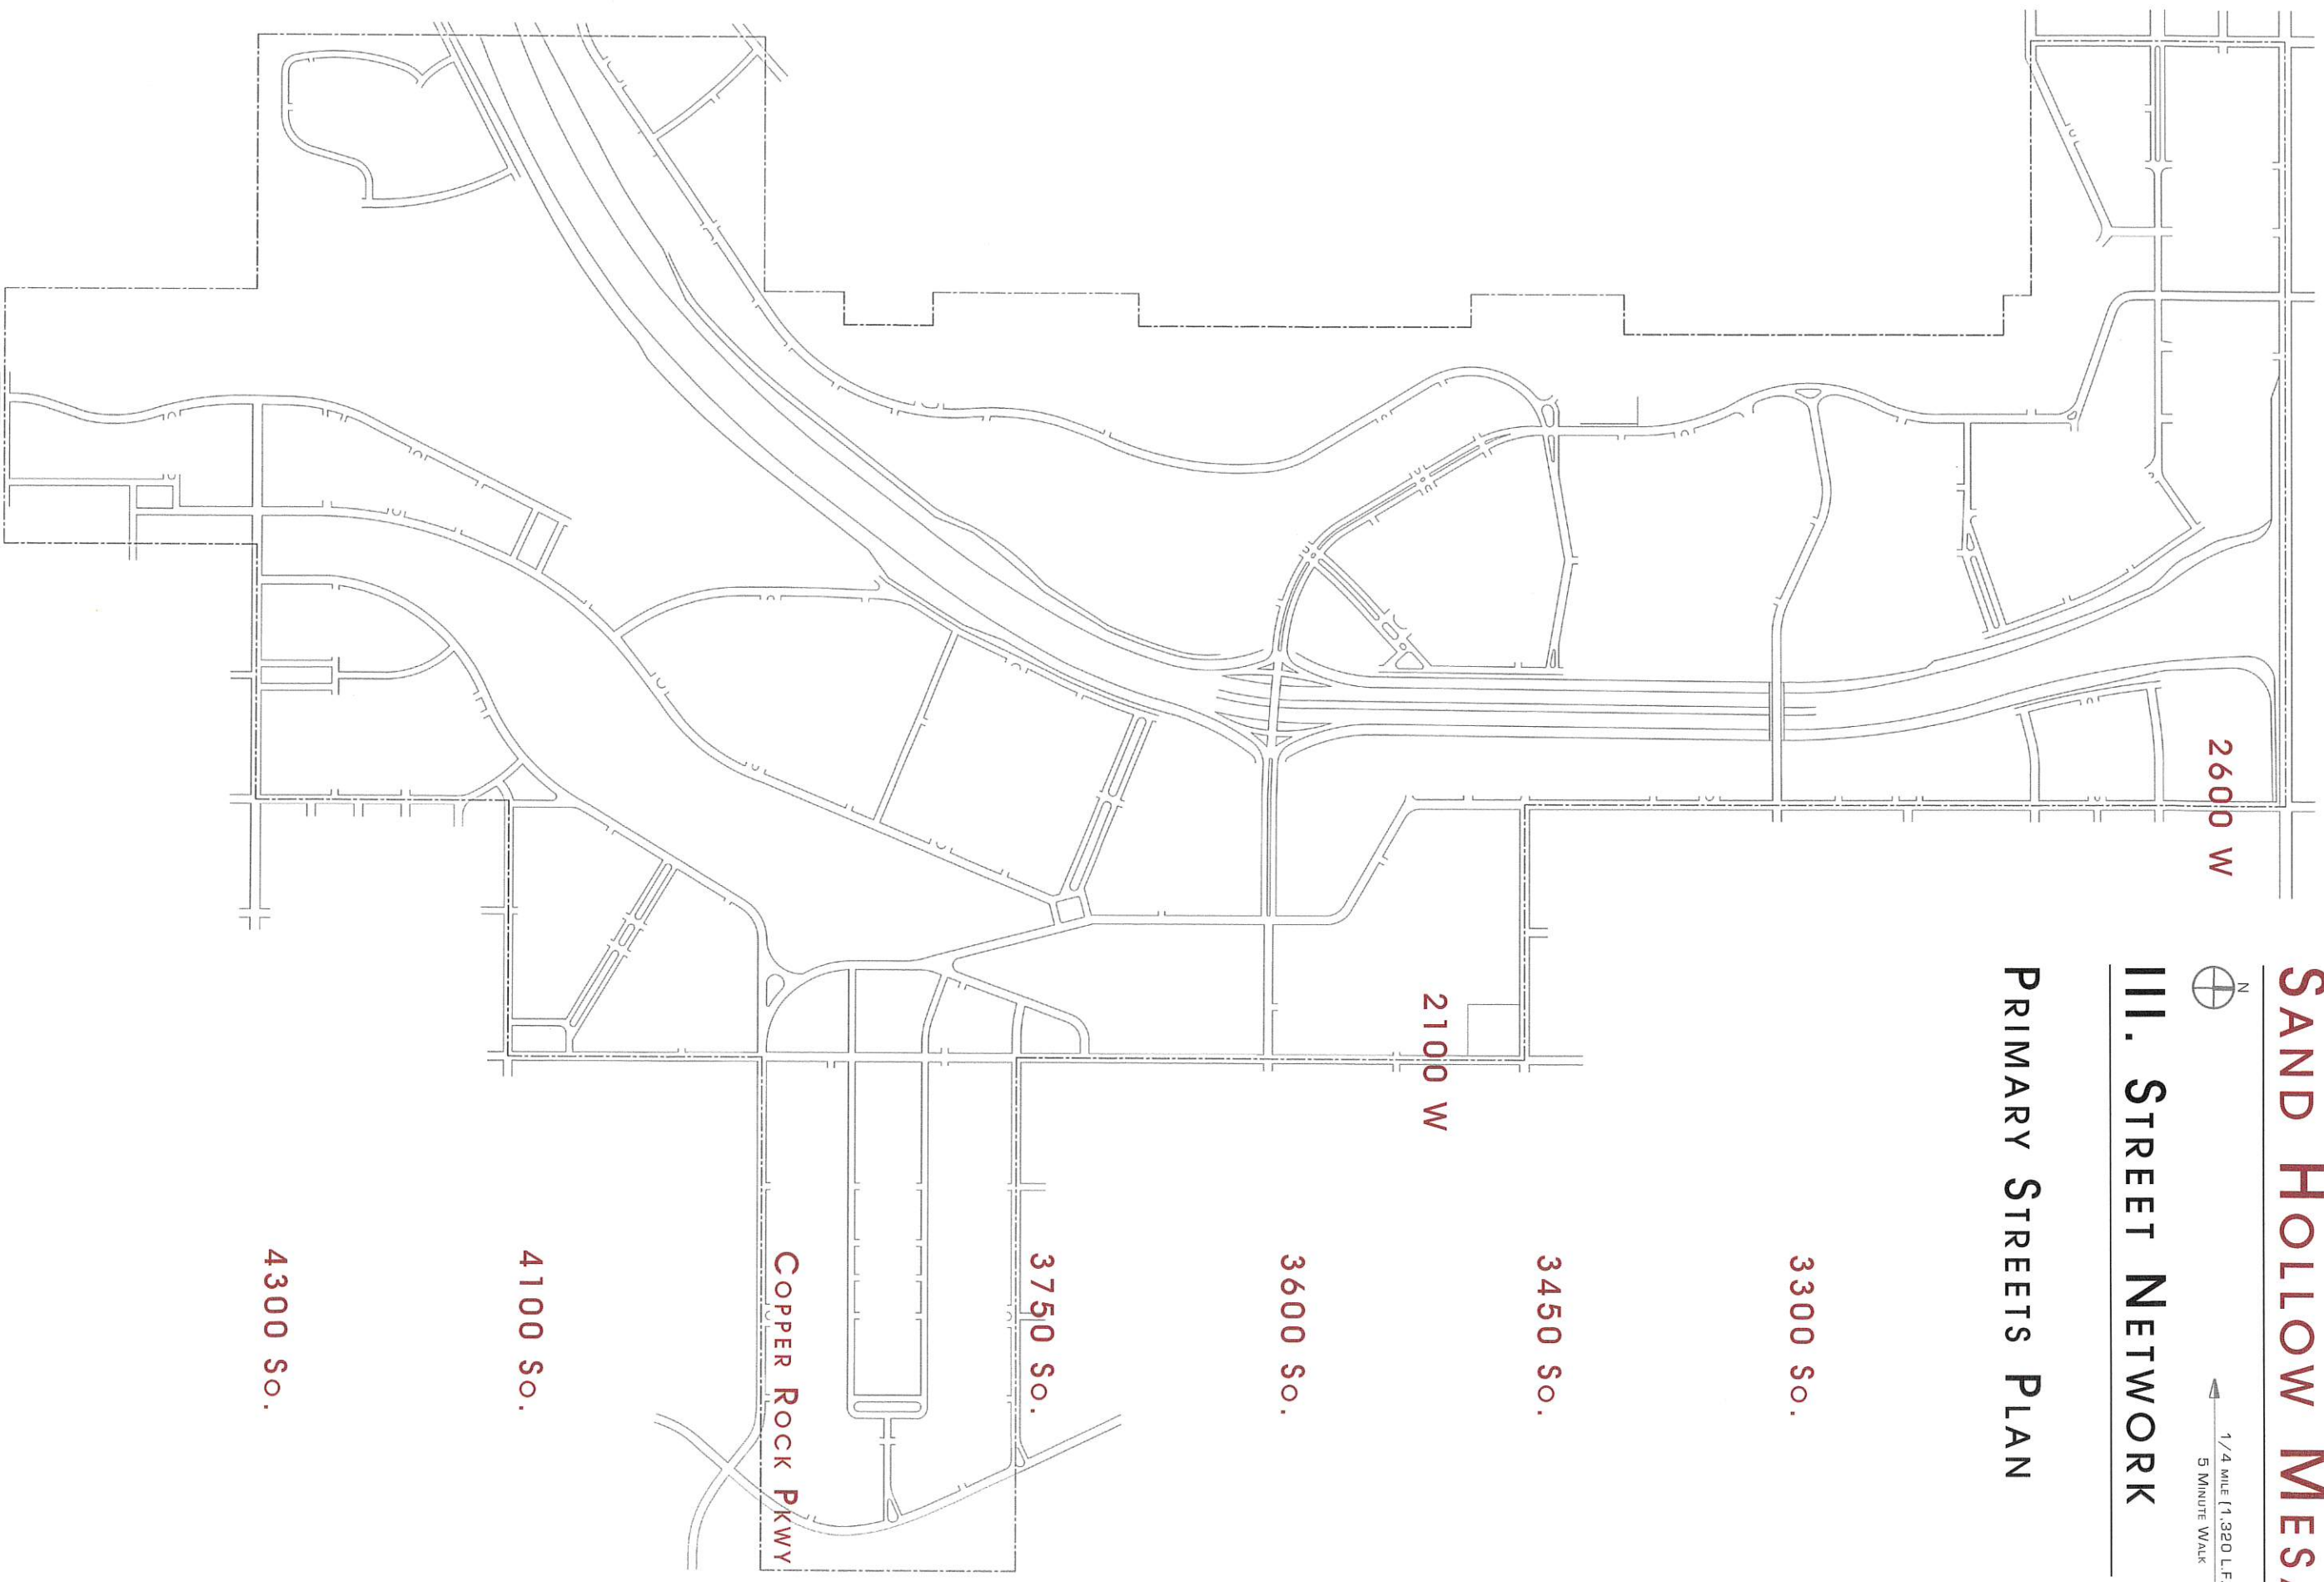 SAND HOLLOW MESA
N
1/4 MILE (1,320 L.F.
5 MINUTE WALK
III. STREET NETWORK
PRIMARY STREETS PLAN
2600 W
2100 W
3300 So.
3450 So.
3600 So.
3750 So.
COPPER ROCK PKWY
4100 So.
4300 So.